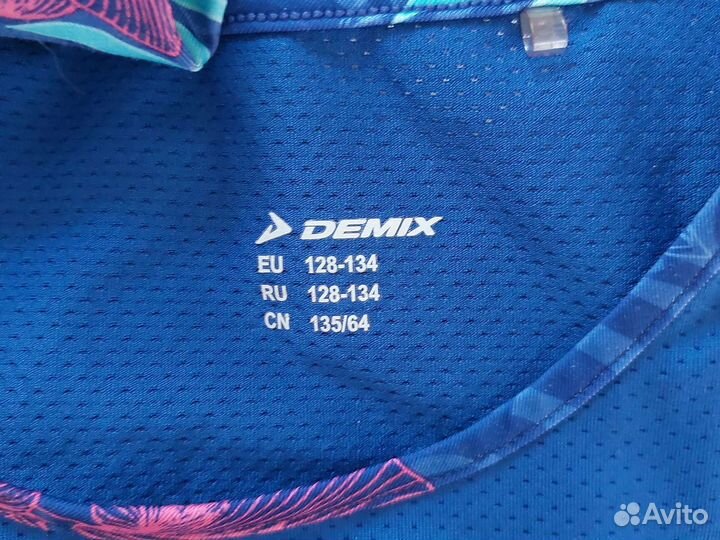 DEMIX
EU 128-134
RU 128-134
CN 135/64
Avito